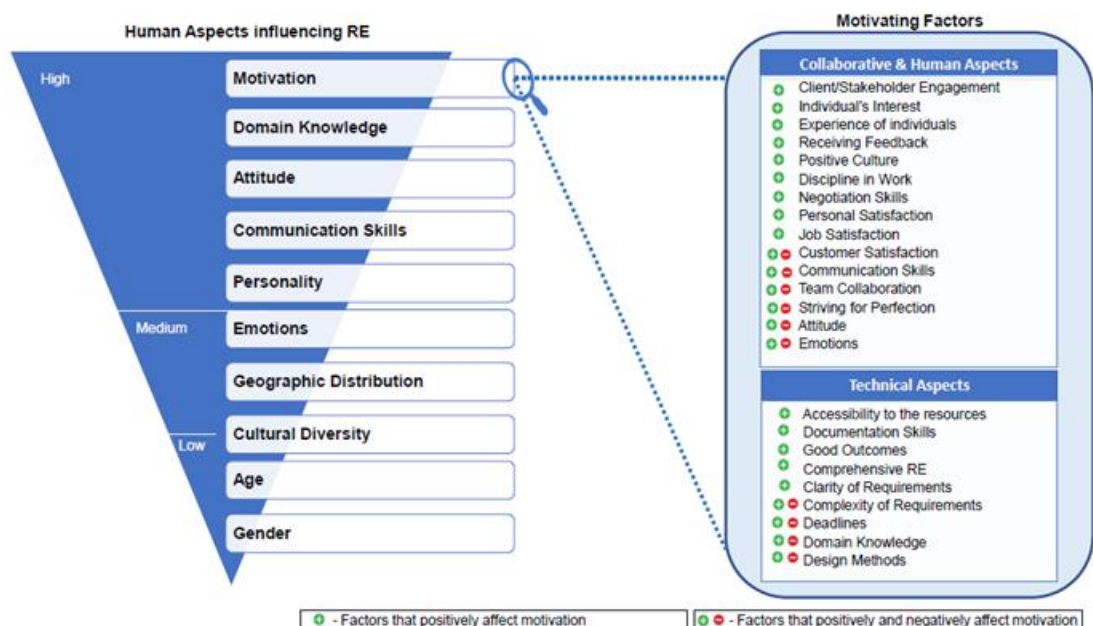 Human Aspects influencing RE
High
Motivation
Domain Knowledge
Attitude
Communication Skills
Personality
Medium
Emotions
Geographic Distribution
Low
Cultural Diversity
Age
Gender
Motivating Factors
Collaborative & Human Aspects
Client/Stakeholder Engagement
Individual's Interest
Experience of individuals
Receiving Feedback
Positive Culture
Discipline in Work
Negotiation Skills
Personal Satisfaction
Job Satisfaction
Customer Satisfaction
Communication Skills
Team Collaboration
Striving for Perfection
Attitude
Emotions
Technical Aspects
Accessibility to the resources
Documentation Skills
Good Outcomes
Comprehensive RE
Clarity of Requirements
Complexity of Requirements
Deadlines
Domain Knowledge
Design Methods
- Factors that positively affect motivation
- Factors that positively and negatively affect motivation